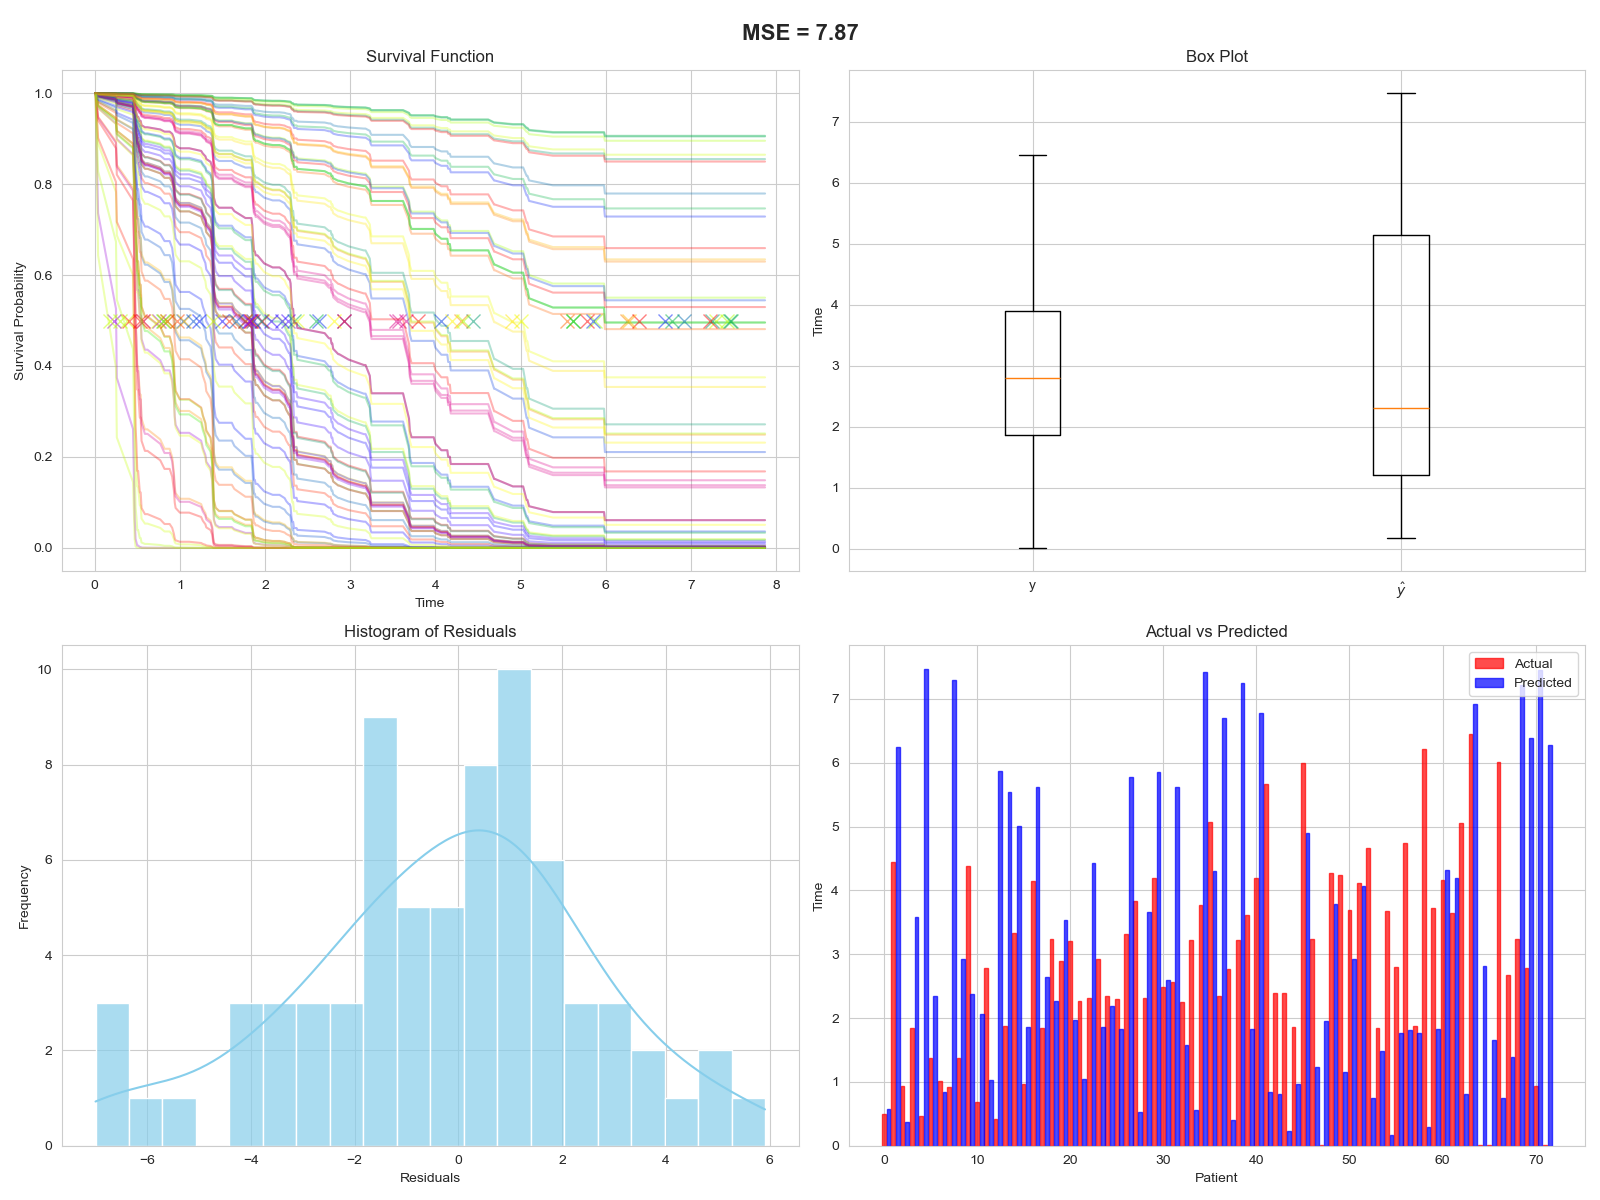 MSE = 7.87
Survival Function
Survival Probability
1.0
0.8
0.6
0.4
0.2
0.0
0 1 2 3 4 5 6 7 8
Time
Box Plot
Time
7
6
5
4
3
2
1
0
y ŷ
Histogram of Residuals
Frequency
10
8
6
4
2
0
−6 −4 −2 0 2 4 6
Residuals
Actual vs Predicted
Actual
Predicted
Time
7
6
5
4
3
2
1
0
0 10 20 30 40 50 60 70
Patient